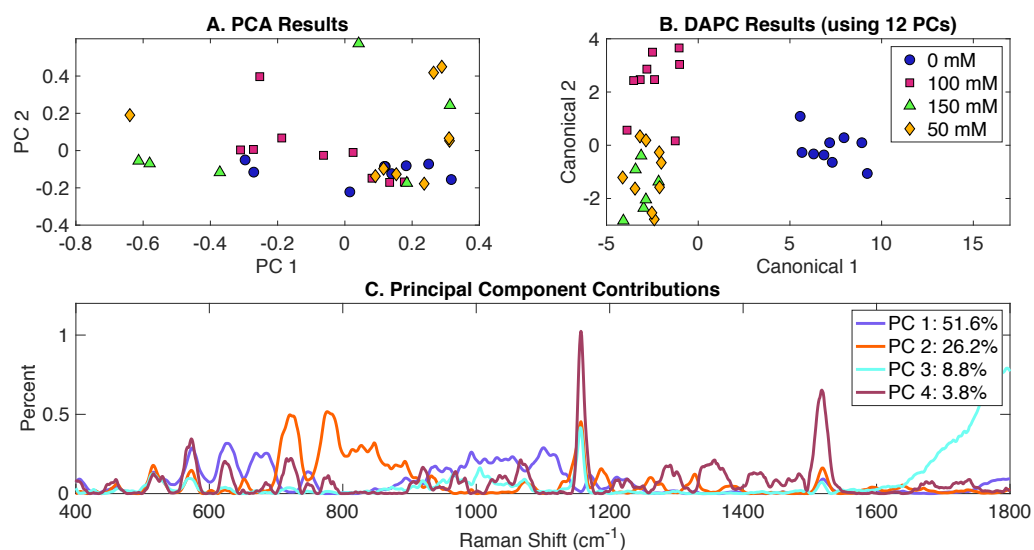 A. PCA Results
0.4
0.2
0
-0.2
-0.4
PC 2
-0.8
-0.6
-0.4
-0.2
0
0.2
0.4
PC 1
B. DAPC Results (using 12 PCs)
4
2
0
-2
Canonical 2
-5
0
5
10
15
Canonical 1
0 mM
100 mM
150 mM
50 mM
C. Principal Component Contributions
1
0.5
0
Percent
400
600
800
1000
1200
1400
1600
1800
Raman Shift (cm-1)
PC 1: 51.6%
PC 2: 26.2%
PC 3: 8.8%
PC 4: 3.8%